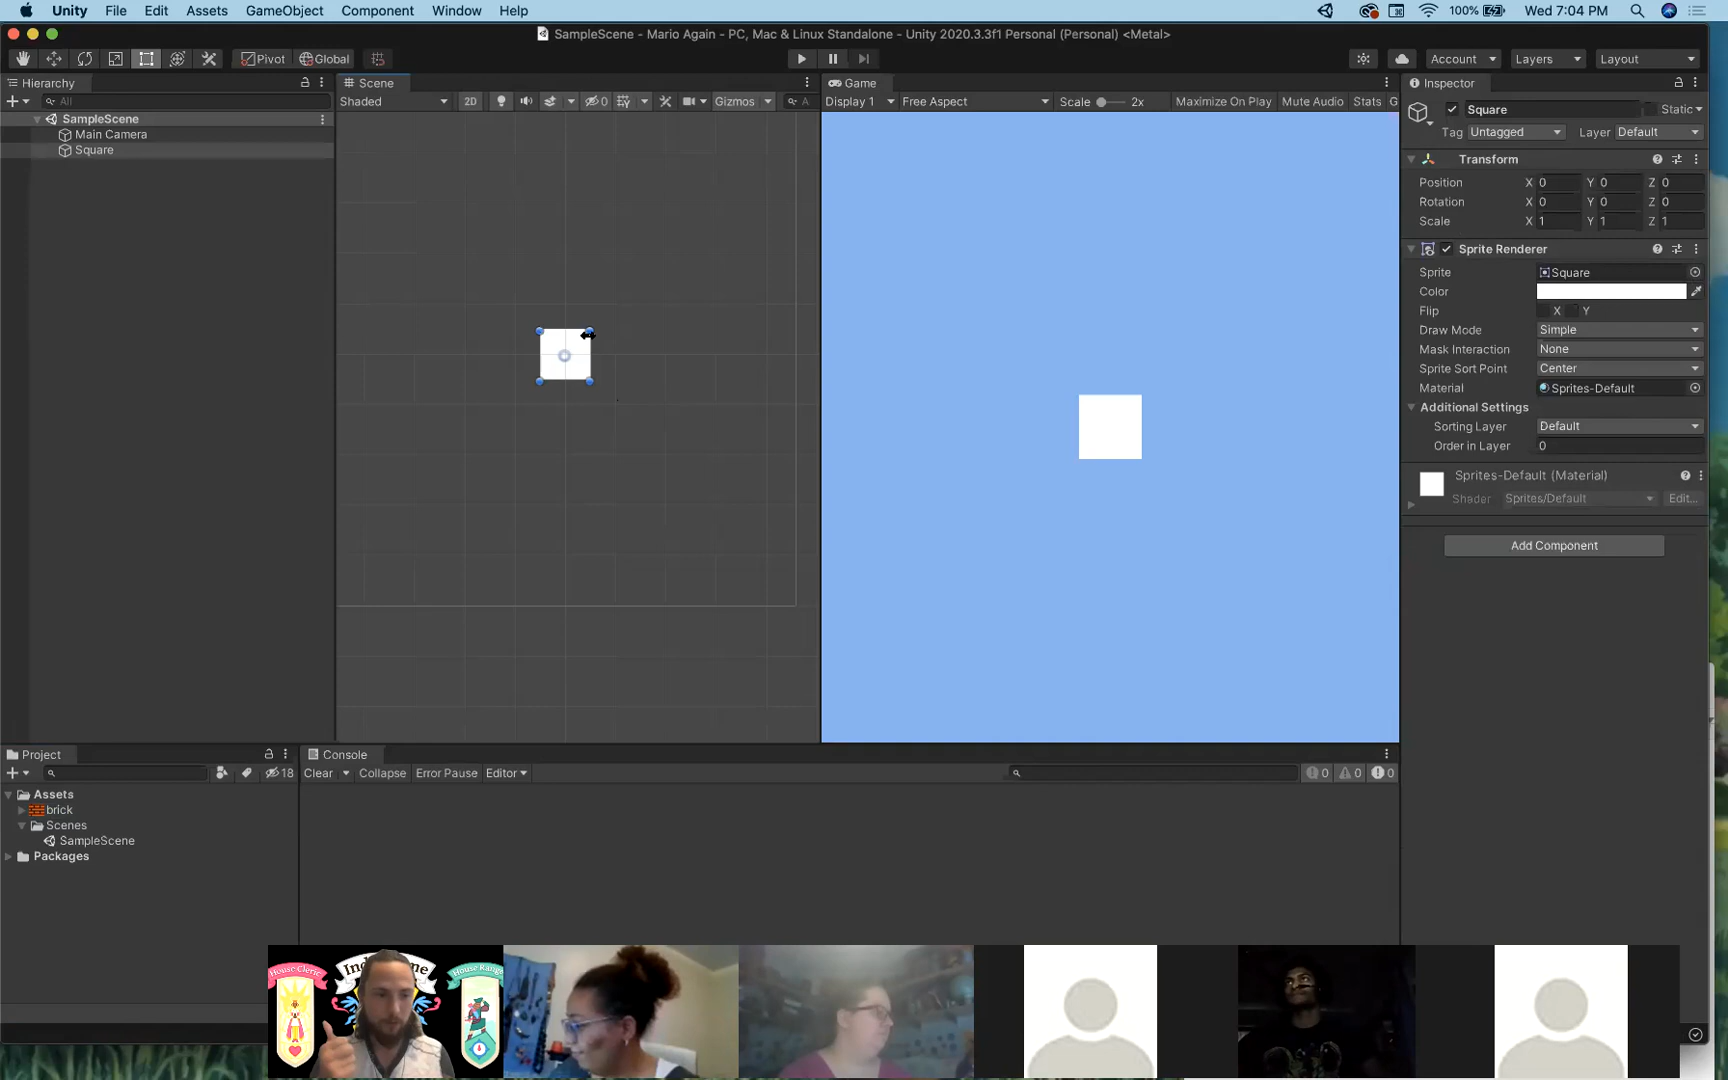 Unity File Edit Assets GameObject Component Window Help 100% Wed 7:04 PM
SampleScene - Mario Again - PC, Mac & Linux Standalone - Unity 2020.3.3f1 Personal (Personal) <Metal>
Pivot Global Account Layers Layout
Hierarchy Scene Game Inspector
All Shaded 2D 0 Gizmos A Display 1 Free Aspect Scale 2x Maximize On Play Mute Audio Stats G
Square Static
SampleScene
Tag Untagged Layer Default
Main Camera
Square
Transform
Position X 0 Y 0 Z 0
Rotation X 0 Y 0 Z 0
Scale X 1 Y 1 Z 1
Sprite Renderer
Sprite Square
Color
Flip X Y
Draw Mode Simple
Mask Interaction None
Sprite Sort Point Center
Material Sprites-Default
Additional Settings
Sorting Layer Default
Order in Layer 0
Sprites-Default (Material)
Shader Sprites/Default Edit...
Add Component
Project Console
18 Clear Collapse Error Pause Editor 0 0 0
Assets
brick
Scenes
SampleScene
Packages
House Cleric